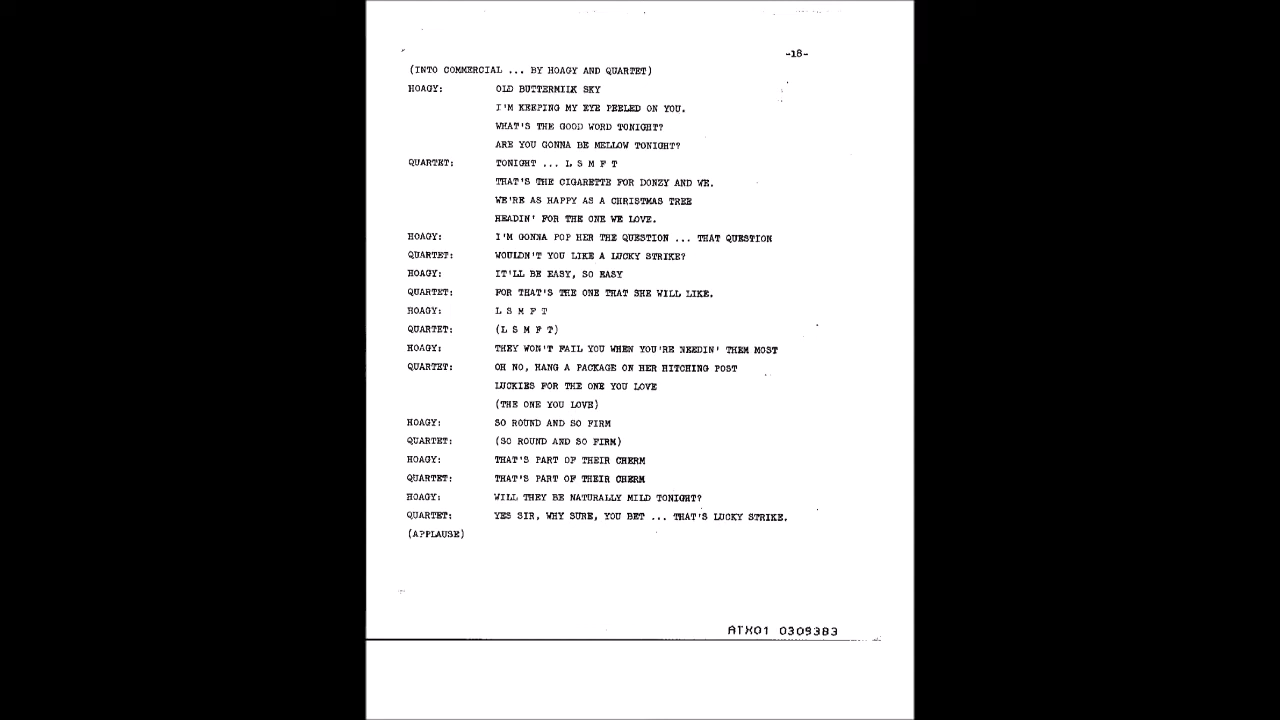 -18-
(INTO COMMERCIAL ... BY HOAGY AND QUARTET)
HOAGY: OLD BUTTERMILK SKY
I'M KEEPING MY EYE PEELED ON YOU.
WHAT'S THE GOOD WORD TONIGHT?
ARE YOU GONNA BE MELLOW TONIGHT?
QUARTET: TONIGHT ... L S M F T
THAT'S THE CIGARETTE FOR DONZY AND WE.
WE'RE AS HAPPY AS A CHRISTMAS TREE
HEADIN' FOR THE ONE WE LOVE.
HOAGY: I'M GONNA POP HER THE QUESTION ... THAT QUESTION
QUARTET: WOULDN'T YOU LIKE A LUCKY STRIKE?
HOAGY: IT'LL BE EASY, SO EASY
QUARTET: FOR THAT'S THE ONE THAT SHE WILL LIKE.
HOAGY: L S M F T
QUARTET: (L S M F T)
HOAGY: THEY WON'T FAIL YOU WHEN YOU'RE NEEDIN' THEM MOST
QUARTET: OH NO, HANG A PACKAGE ON HER HITCHING POST
LUCKIES FOR THE ONE YOU LOVE
(THE ONE YOU LOVE)
HOAGY: SO ROUND AND SO FIRM
QUARTET: (SO ROUND AND SO FIRM)
HOAGY: THAT'S PART OF THEIR CHERM
QUARTET: THAT'S PART OF THEIR CHERM
HOAGY: WILL THEY BE NATURALLY MILD TONIGHT?
QUARTET: YES SIR, WHY SURE, YOU BET ... THAT'S LUCKY STRIKE.
(APPLAUSE)
ATX01 0309383